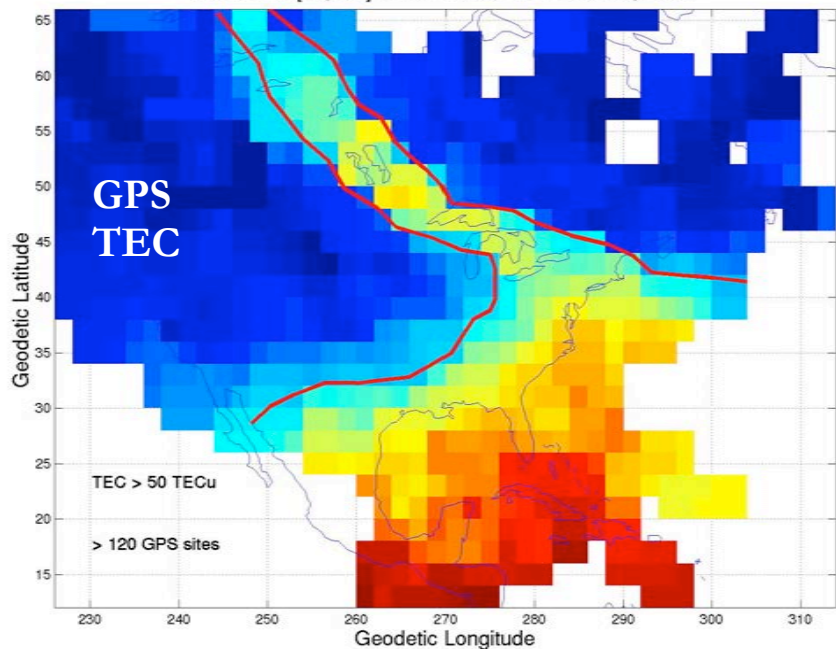 65
60
55
50
45
40
35
30
25
20
15
Geodetic Latitude
GPS
TEC
TEC > 50 TECu
> 120 GPS sites
230 240 250 260 270 280 290 300 310
Geodetic Longitude